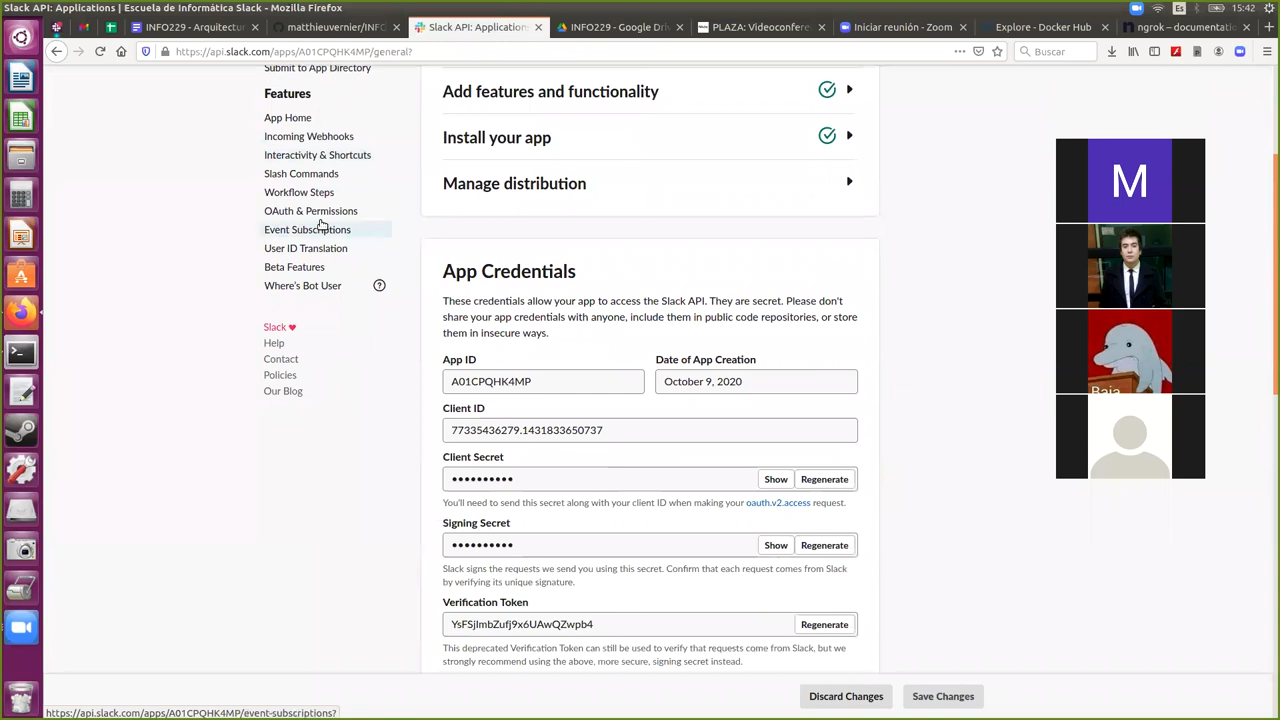 Slack API: Applications | Escuela de Informática Slack - Mozilla Firefox
Es
15:42
INFO229 - Arquitectur
matthieuvernier/INFO
Slack API: Applications
INFO229 - Google Driv
PLAZA: Videoconferen
Iniciar reunión - Zoom
Explore - Docker Hub
ngrok – documentatio
https://api.slack.com/apps/A01CPQHK4MP/general?
Buscar
Submit to App Directory
Features
App Home
Incoming Webhooks
Interactivity & Shortcuts
Slash Commands
Workflow Steps
OAuth & Permissions
Event Subscriptions
User ID Translation
Beta Features
Where's Bot User
Slack
Help
Contact
Policies
Our Blog
Add features and functionality
Install your app
Manage distribution
App Credentials
These credentials allow your app to access the Slack API. They are secret. Please don't
share your app credentials with anyone, include them in public code repositories, or store
them in insecure ways.
App ID
Date of App Creation
A01CPQHK4MP
October 9, 2020
Client ID
77335436279.1431833650737
Client Secret
••••••••••
Show
Regenerate
You'll need to send this secret along with your client ID when making your oauth.v2.access request.
Signing Secret
••••••••••
Show
Regenerate
Slack signs the requests we send you using this secret. Confirm that each request comes from Slack
by verifying its unique signature.
Verification Token
YsFSjImbZufj9x6UAwQZwpb4
Regenerate
This deprecated Verification Token can still be used to verify that requests come from Slack, but we
strongly recommend using the above, more secure, signing secret instead.
Discard Changes
Save Changes
https://api.slack.com/apps/A01CPQHK4MP/event-subscriptions?
M
Baja